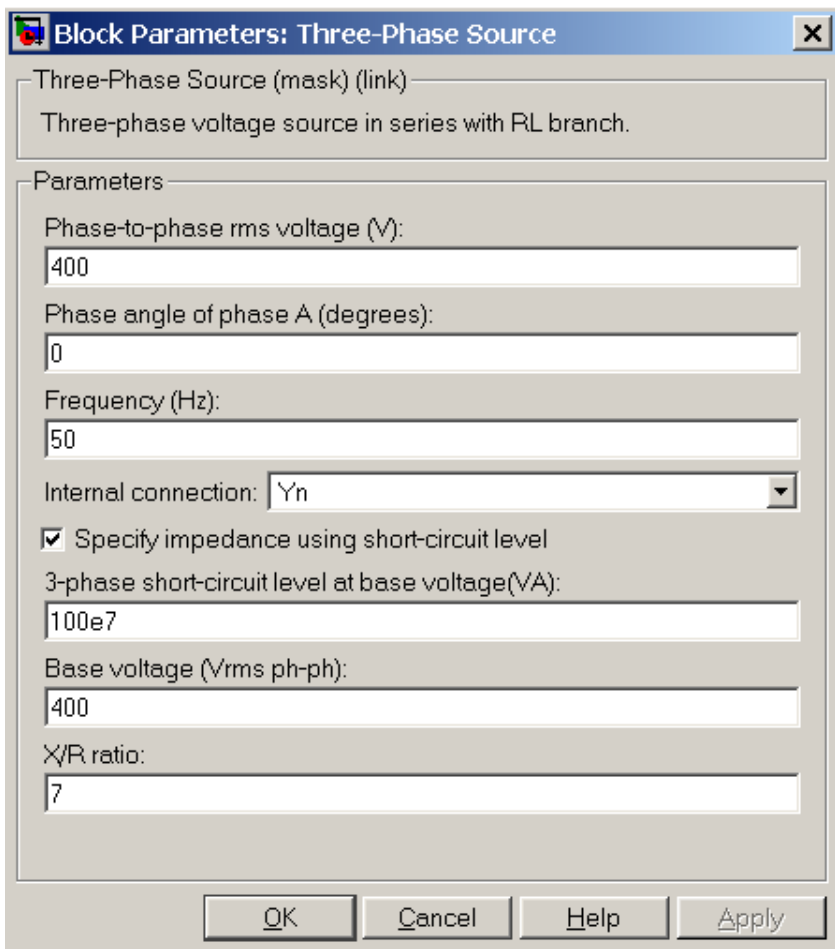 Block Parameters: Three-Phase Source
Three-Phase Source (mask) (link)
Three-phase voltage source in series with RL branch.
Parameters
Phase-to-phase rms voltage (V):
400
Phase angle of phase A (degrees):
0
Frequency (Hz):
50
Internal connection: Yn
Specify impedance using short-circuit level
3-phase short-circuit level at base voltage(VA):
100e7
Base voltage (Vrms ph-ph):
400
X/R ratio:
7
OK Cancel Help Apply